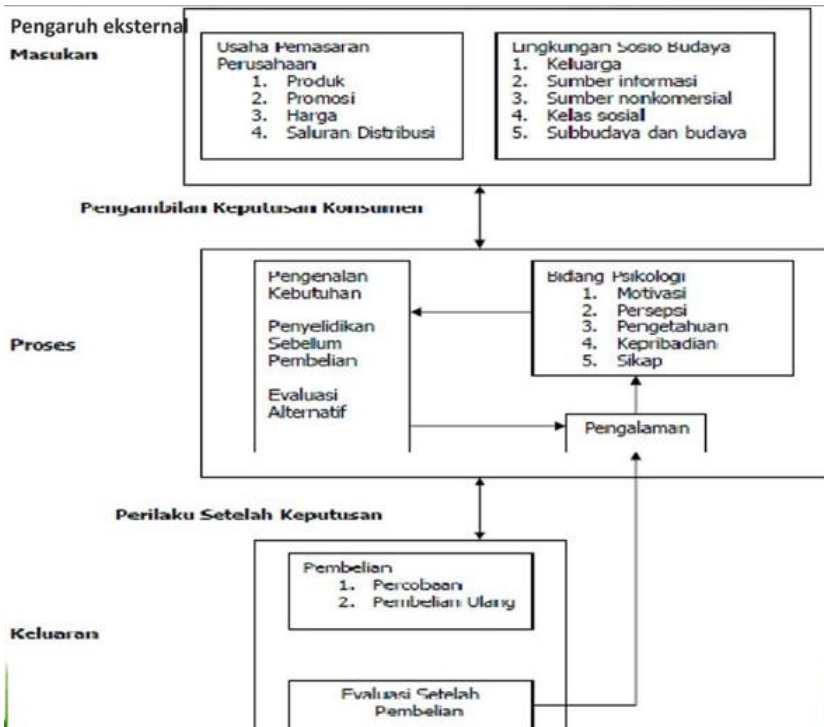 Pengaruh eksternal
Masukan
Usaha Pemasaran
Perusahaan
1. Produk
2. Promosi
3. Harga
4. Saluran Distribusi
Lingkungan Sosio Budaya
1. Keluarga
2. Sumber informasi
3. Sumber nonkomersial
4. Kelas sosial
5. Subbudaya dan budaya
Pengambilan Keputusan Konsumen
Proses
Pengenalan
Kebutuhan
Penyelidikan
Sebelum
Pembelian
Evaluasi
Alternatif
Bidang Psikologi
1. Motivasi
2. Persepsi
3. Pengetahuan
4. Kepribadian
5. Sikap
Pengalaman
Perilaku Setelah Keputusan
Keluaran
Pembelian
1. Percobaan
2. Pembelian Ulang
Evaluasi Setelah
Pembelian